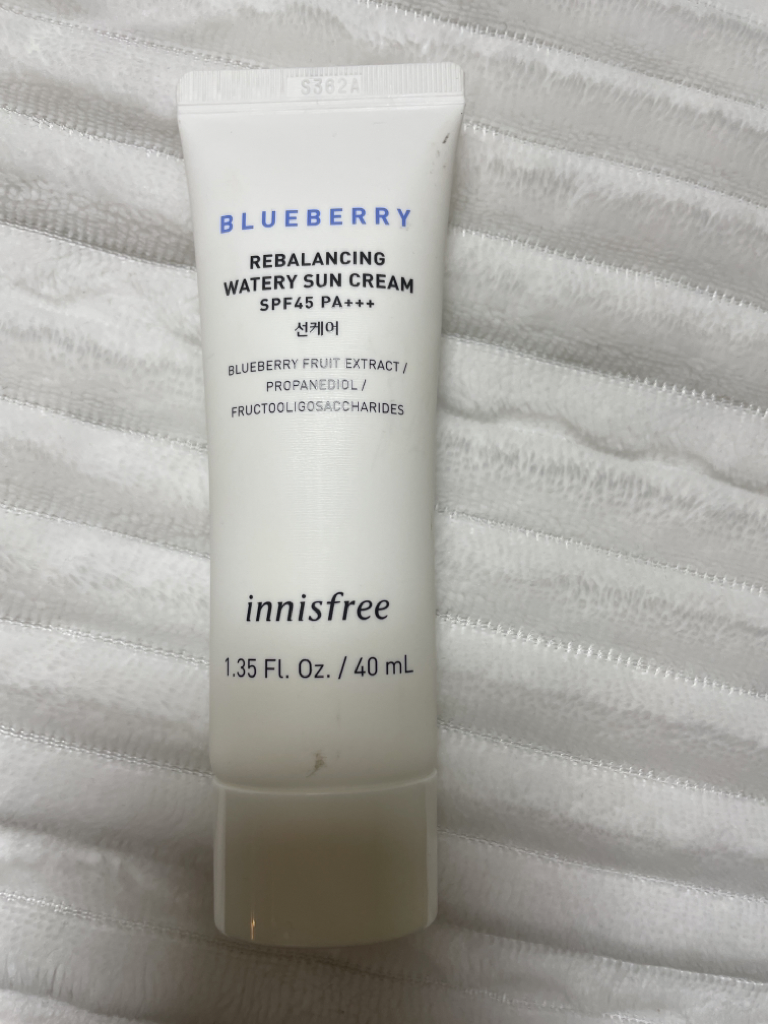 S362A
BLUEBERRY
REBALANCING
WATERY SUN CREAM
SPF45 PA+++
선케어
BLUEBERRY FRUIT EXTRACT /
PROPANEDIOL /
FRUCTOOLIGOSACCHARIDES
innisfree
1.35 Fl. Oz. / 40 mL